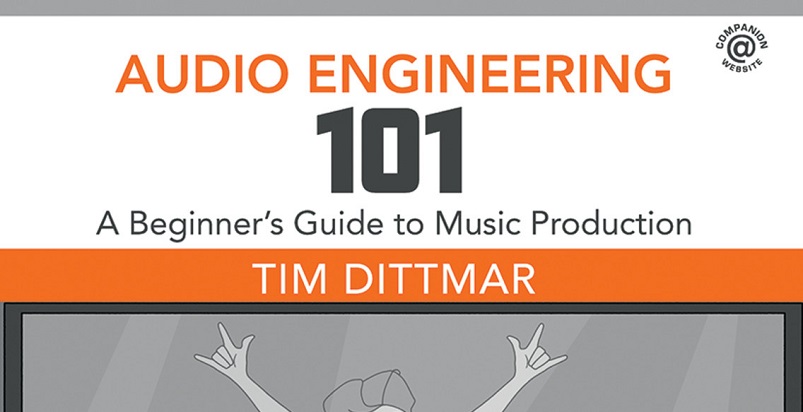 COMPANION
@
WEBSITE
AUDIO ENGINEERING
101
A Beginner's Guide to Music Production
TIM DITTMAR